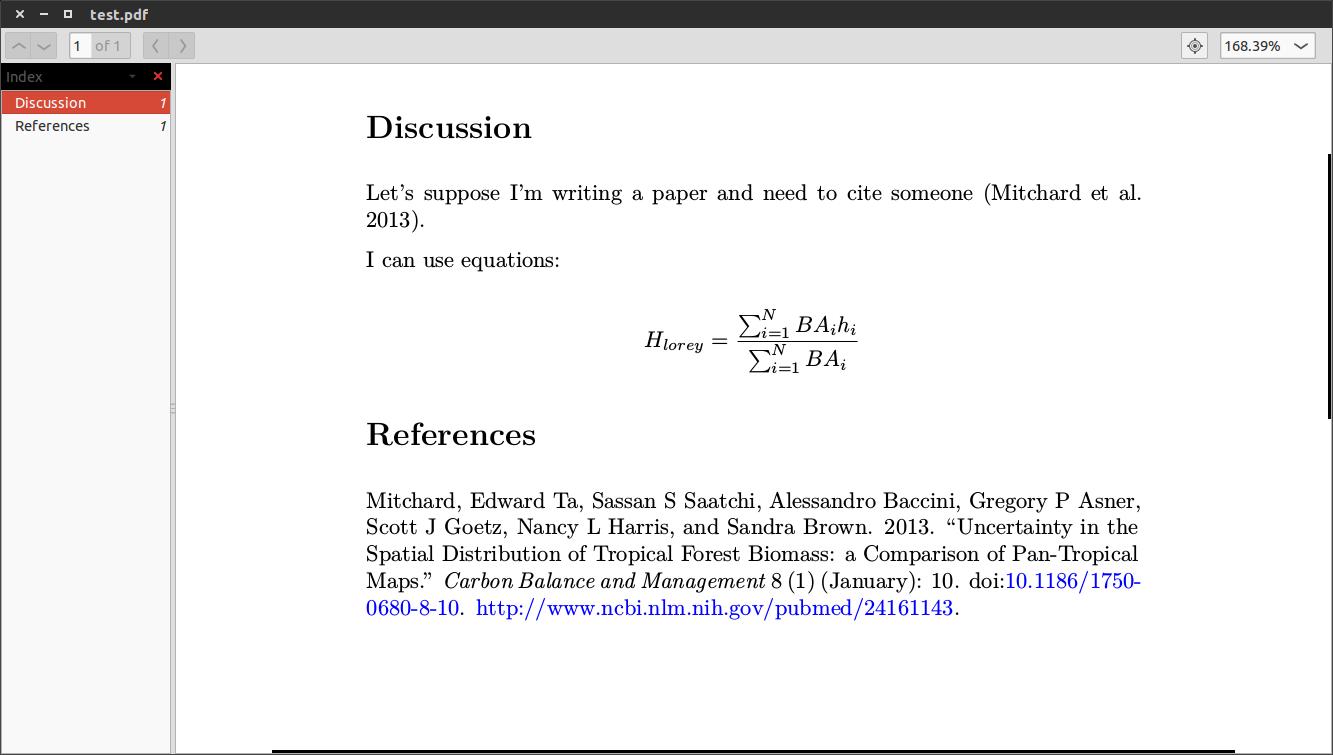 test.pdf
1 of 1
168.39%
Index
Discussion 1
References 1
Discussion
Let's suppose I'm writing a paper and need to cite someone (Mitchard et al.
2013).
I can use equations:
H_{lorey} = \frac{\sum_{i=1}^{N} BA_i h_i}{\sum_{i=1}^{N} BA_i}
References
Mitchard, Edward Ta, Sassan S Saatchi, Alessandro Baccini, Gregory P Asner,
Scott J Goetz, Nancy L Harris, and Sandra Brown. 2013. “Uncertainty in the
Spatial Distribution of Tropical Forest Biomass: a Comparison of Pan-Tropical
Maps.” Carbon Balance and Management 8 (1) (January): 10. doi:10.1186/1750-
0680-8-10. http://www.ncbi.nlm.nih.gov/pubmed/24161143.